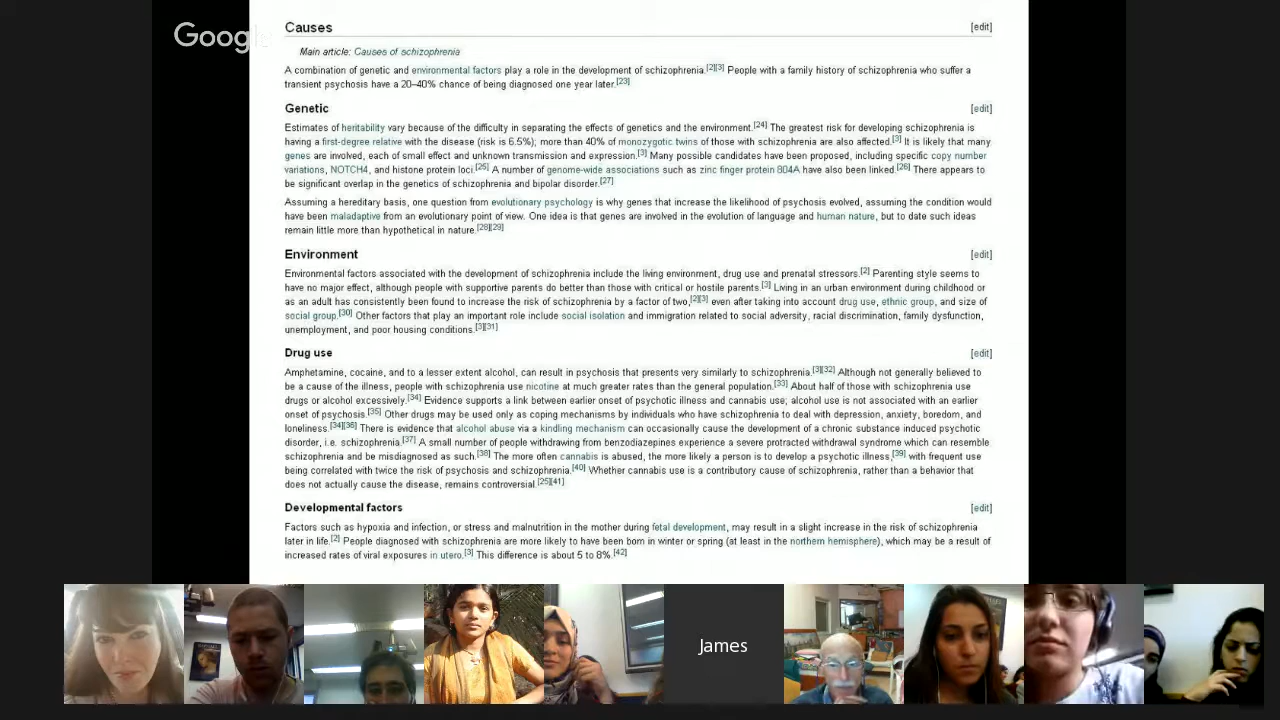 Google
Causes [edit]
Main article: Causes of schizophrenia
A combination of genetic and environmental factors play a role in the development of schizophrenia.[2][3] People with a family history of schizophrenia who suffer a
transient psychosis have a 20–40% chance of being diagnosed one year later.[23]
Genetic [edit]
Estimates of heritability vary because of the difficulty in separating the effects of genetics and the environment.[24] The greatest risk for developing schizophrenia is
having a first-degree relative with the disease (risk is 6.5%); more than 40% of monozygotic twins of those with schizophrenia are also affected.[3] It is likely that many
genes are involved, each of small effect and unknown transmission and expression.[3] Many possible candidates have been proposed, including specific copy number
variations, NOTCH4, and histone protein loci.[25] A number of genome-wide associations such as zinc finger protein 804A have also been linked.[26] There appears to
be significant overlap in the genetics of schizophrenia and bipolar disorder.[27]
Assuming a hereditary basis, one question from evolutionary psychology is why genes that increase the likelihood of psychosis evolved, assuming the condition would
have been maladaptive from an evolutionary point of view. One idea is that genes are involved in the evolution of language and human nature, but to date such ideas
remain little more than hypothetical in nature.[28][29]
Environment [edit]
Environmental factors associated with the development of schizophrenia include the living environment, drug use and prenatal stressors.[2] Parenting style seems to
have no major effect, although people with supportive parents do better than those with critical or hostile parents.[3] Living in an urban environment during childhood or
as an adult has consistently been found to increase the risk of schizophrenia by a factor of two,[2][3] even after taking into account drug use, ethnic group, and size of
social group.[30] Other factors that play an important role include social isolation and immigration related to social adversity, racial discrimination, family dysfunction,
unemployment, and poor housing conditions.[3][31]
Drug use [edit]
Amphetamine, cocaine, and to a lesser extent alcohol, can result in psychosis that presents very similarly to schizophrenia.[3][32] Although not generally believed to
be a cause of the illness, people with schizophrenia use nicotine at much greater rates than the general population.[33] About half of those with schizophrenia use
drugs or alcohol excessively.[34] Evidence supports a link between earlier onset of psychotic illness and cannabis use; alcohol use is not associated with an earlier
onset of psychosis.[35] Other drugs may be used only as coping mechanisms by individuals who have schizophrenia to deal with depression, anxiety, boredom, and
loneliness.[34][36] There is evidence that alcohol abuse via a kindling mechanism can occasionally cause the development of a chronic substance induced psychotic
disorder, i.e. schizophrenia.[37] A small number of people withdrawing from benzodiazepines experience a severe protracted withdrawal syndrome which can resemble
schizophrenia and be misdiagnosed as such.[38] The more often cannabis is abused, the more likely a person is to develop a psychotic illness,[39] with frequent use
being correlated with twice the risk of psychosis and schizophrenia.[40] Whether cannabis use is a contributory cause of schizophrenia, rather than a behavior that
does not actually cause the disease, remains controversial.[25][41]
Developmental factors [edit]
Factors such as hypoxia and infection, or stress and malnutrition in the mother during fetal development, may result in a slight increase in the risk of schizophrenia
later in life.[2] People diagnosed with schizophrenia are more likely to have been born in winter or spring (at least in the northern hemisphere), which may be a result of
increased rates of viral exposures in utero.[3] This difference is about 5 to 8%.[42]
James